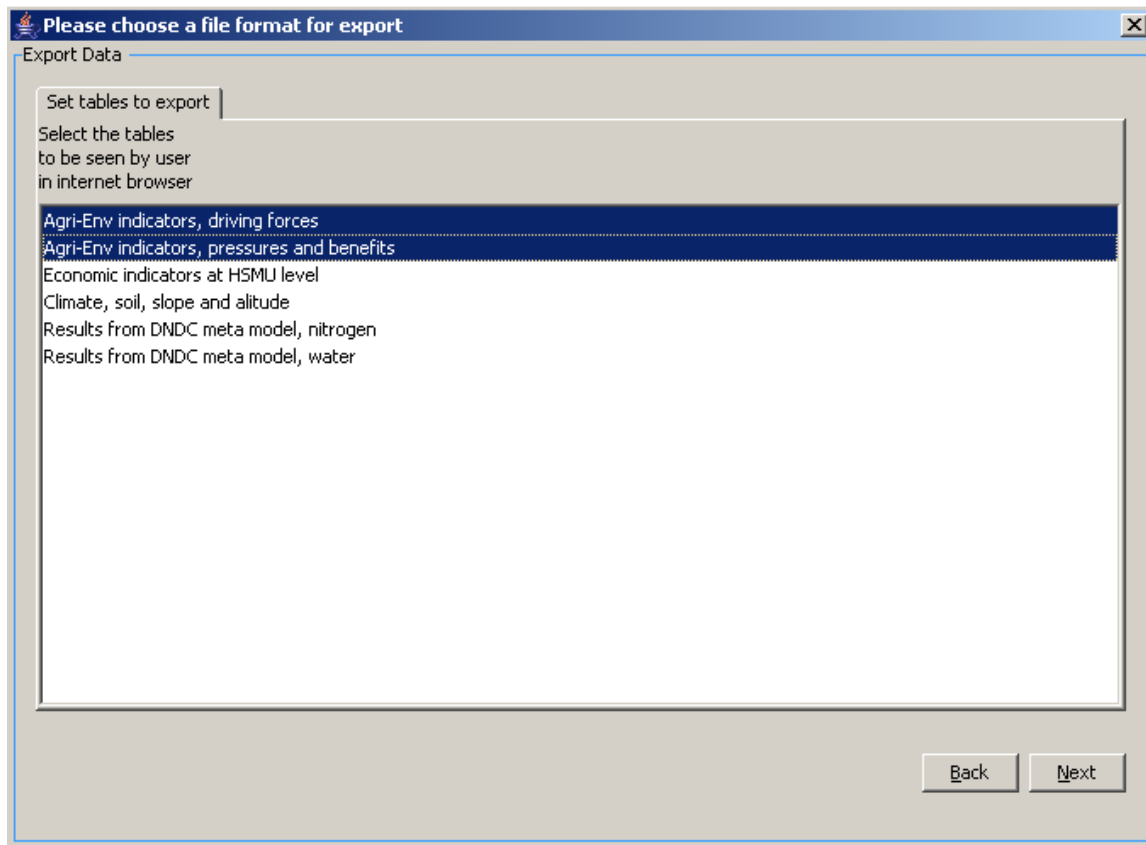 Please choose a file format for export
Export Data
Set tables to export
Select the tables
to be seen by user
in internet browser
Agri-Env indicators, driving forces
Agri-Env indicators, pressures and benefits
Economic indicators at HSMU level
Climate, soil, slope and alitude
Results from DNDC meta model, nitrogen
Results from DNDC meta model, water
Back Next